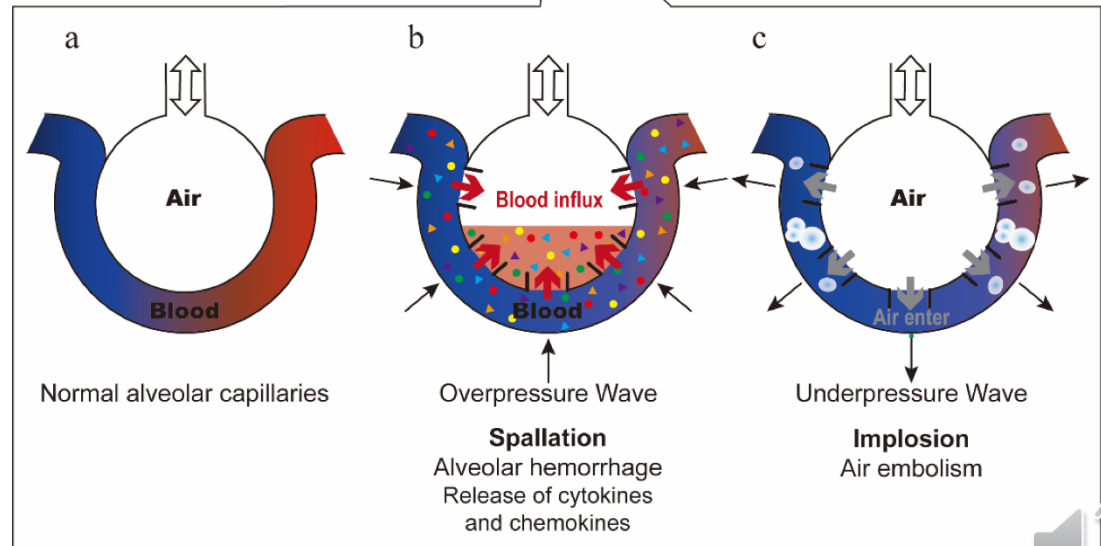 a
b
c
Air
Blood
Normal alveolar capillaries
Blood influx
Blood
Overpressure Wave
Spallation
Alveolar hemorrhage
Release of cytokines
and chemokines
Air
Air enter
Underpressure Wave
Implosion
Air embolism